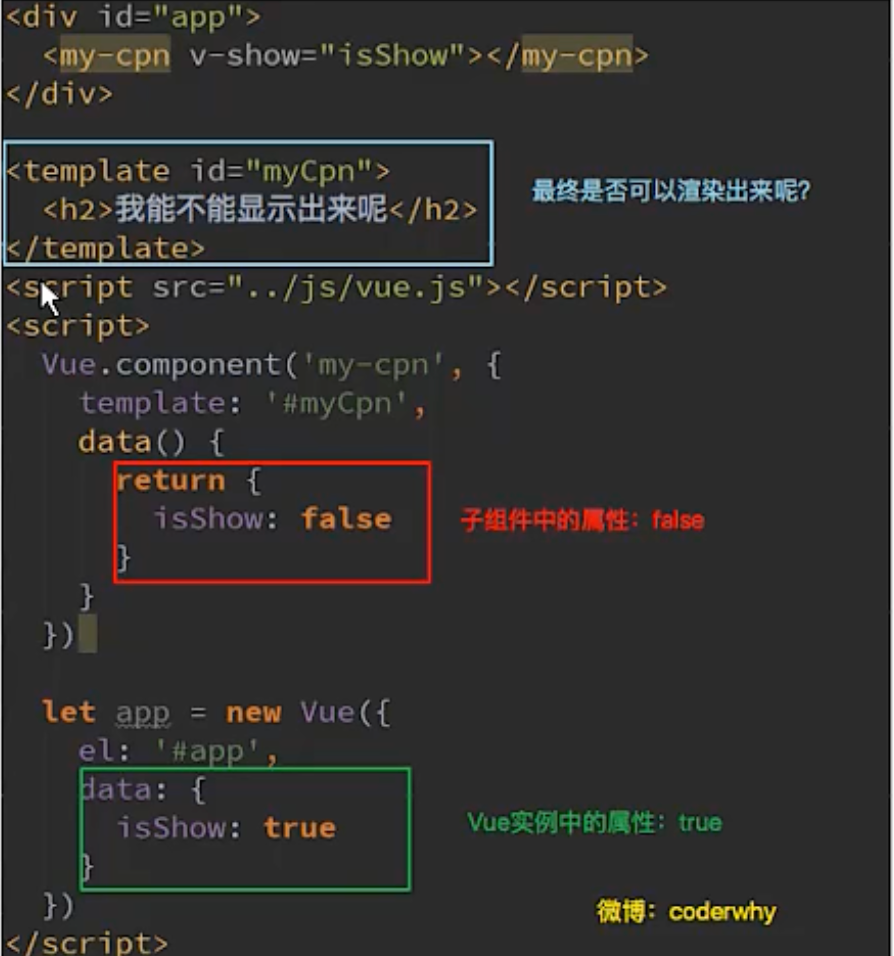 <div id="app">
  <my-cpn v-show="isShow"></my-cpn>
</div>
<template id="myCpn">
  <h2>我能不能显示出来呢</h2>
最终是否可以渲染出来呢？
</template>
<script src="../js/vue.js"></script>
<script>
  Vue.component('my-cpn', {
    template: '#myCpn',
    data() {
      return {
        isShow: false
子组件中的属性：false
      }
    }
  })
  let app = new Vue({
    el: '#app',
    data: {
      isShow: true
Vue实例中的属性：true
    }
  })
微博：coderwhy
</script>